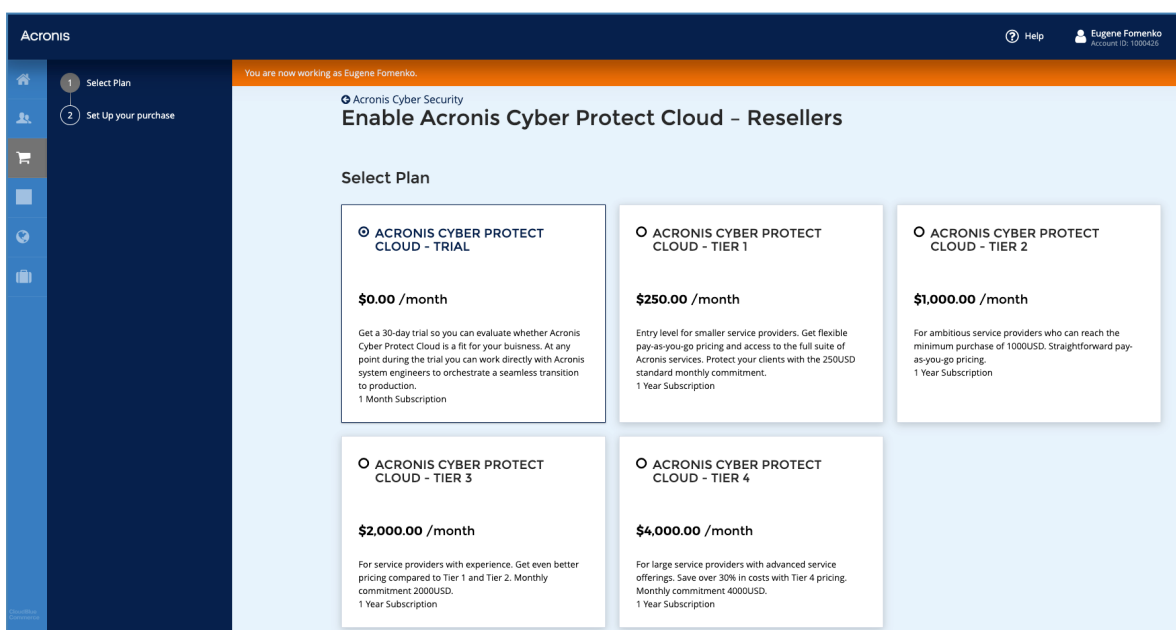 Acronis
Help
Eugene Fomenko
Account ID: 1000426
1 Select Plan
2 Set Up your purchase
You are now working as Eugene Fomenko.
Acronis Cyber Security
Enable Acronis Cyber Protect Cloud – Resellers
Select Plan
ACRONIS CYBER PROTECT
CLOUD - TRIAL
$0.00 /month
Get a 30-day trial so you can evaluate whether Acronis
Cyber Protect Cloud is a fit for your buisness. At any
point during the trial you can work directly with Acronis
system engineers to orchestrate a seamless transition
to production.
1 Month Subscription
ACRONIS CYBER PROTECT
CLOUD - TIER 1
$250.00 /month
Entry level for smaller service providers. Get flexible
pay-as-you-go pricing and access to the full suite of
Acronis services. Protect your clients with the 250USD
standard monthly commitment.
1 Year Subscription
ACRONIS CYBER PROTECT
CLOUD - TIER 2
$1,000.00 /month
For ambitious service providers who can reach the
minimum purchase of 1000USD. Straightforward pay-
as-you-go pricing.
1 Year Subscription
ACRONIS CYBER PROTECT
CLOUD - TIER 3
$2,000.00 /month
For service providers with experience. Get even better
pricing compared to Tier 1 and Tier 2. Monthly
commitment 2000USD.
1 Year Subscription
ACRONIS CYBER PROTECT
CLOUD - TIER 4
$4,000.00 /month
For large service providers with advanced service
offerings. Save over 30% in costs with Tier 4 pricing.
Monthly commitment 4000USD.
1 Year Subscription